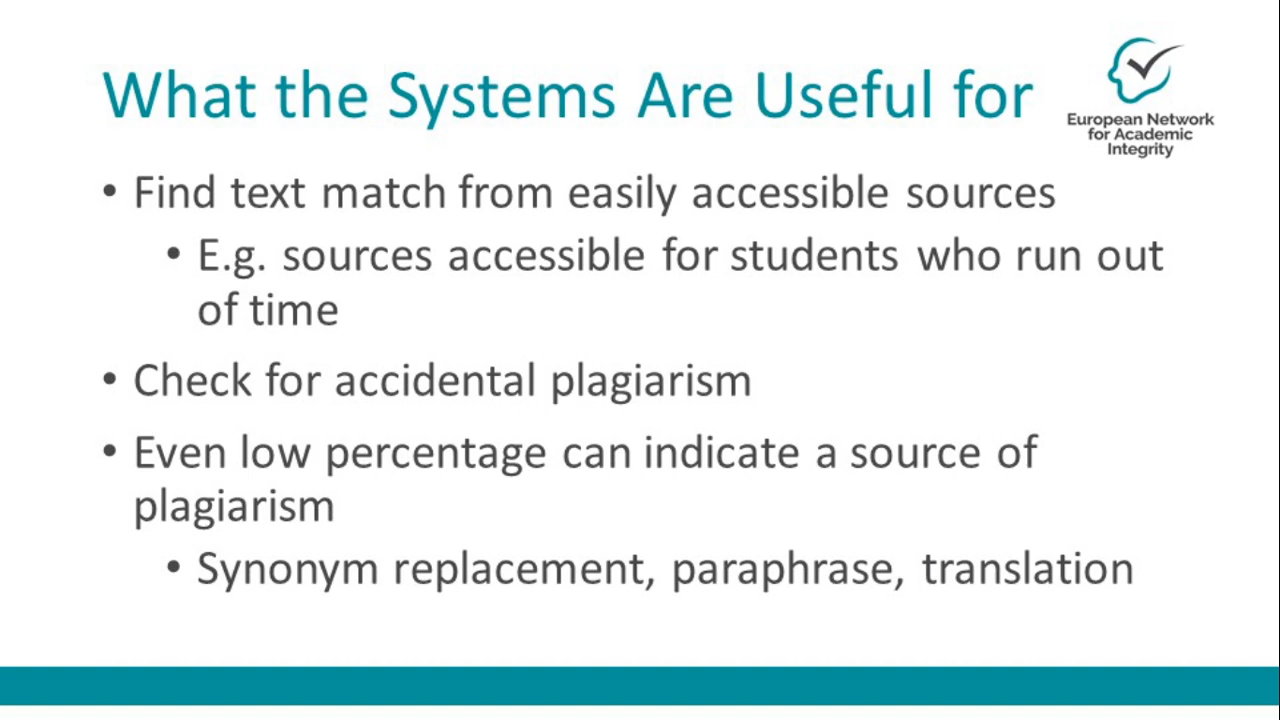 What the Systems Are Useful for
European Network
for Academic
Integrity
• Find text match from easily accessible sources
• E.g. sources accessible for students who run out
of time
• Check for accidental plagiarism
• Even low percentage can indicate a source of
plagiarism
• Synonym replacement, paraphrase, translation